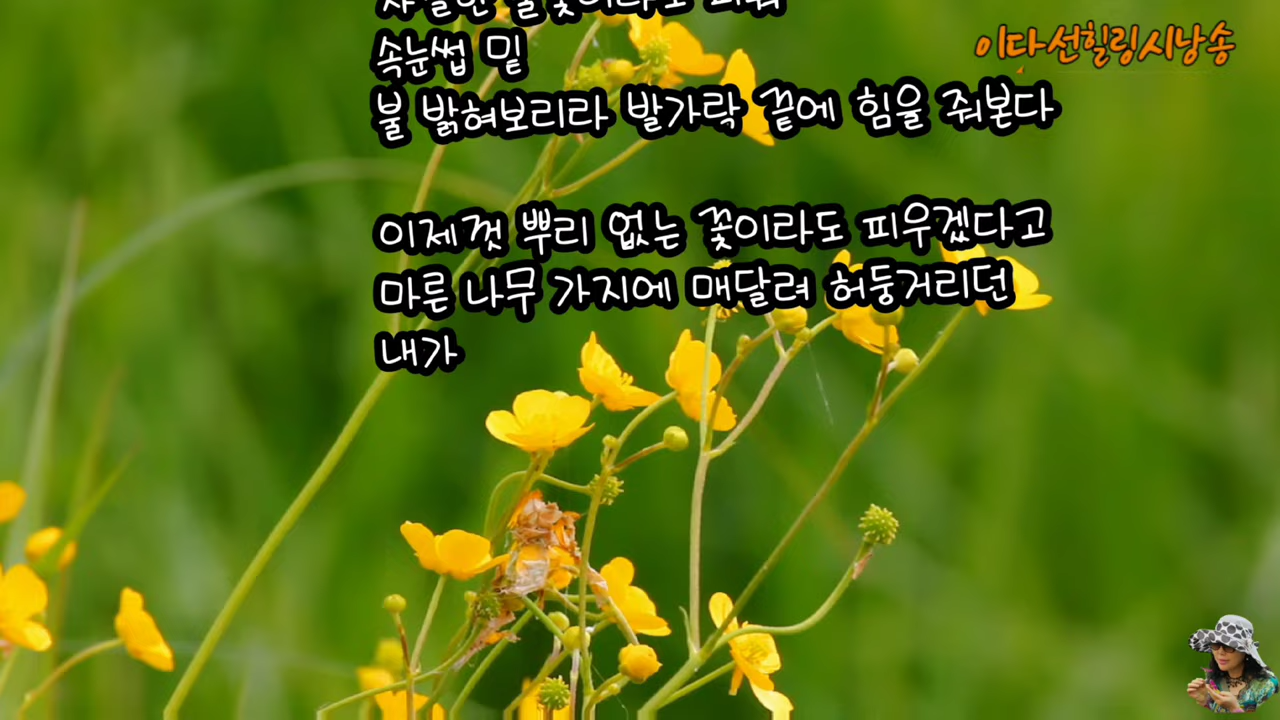 이다선힐링시낭송
속눈썹 밑
불 밝혀보리라 발가락 끝에 힘을 줘본다
이제껏 뿌리 없는 꽃이라도 피우겠다고
마른 나무 가지에 매달려 허둥거리던
내가